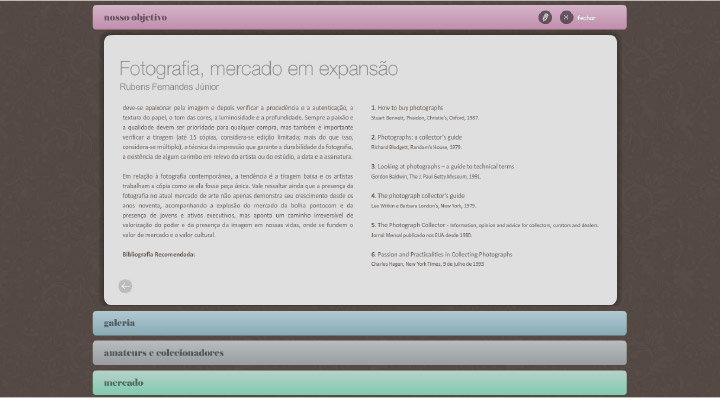 nosso objetivo
fechar
Fotografia, mercado em expansão
Rubens Fernandes Júnior
deve-se apaixonar pela imagem e depois verificar a procedência e a autenticação, a
textura do papel, o tom das cores, a luminosidade e a profundidade. Sempre a paixão e
a qualidade devem ser prioridade para qualquer compra, mas também é importante
verificar a tiragem (até 15 cópias, considera-se edição limitada; mais do que isso,
considera-se múltiplo), a técnica da impressão que garante a durabilidade da fotografia,
a existência de algum carimbo em relevo do artista ou do estúdio, a data e a assinatura.
Em relação à fotografia contemporânea, a tendência é a tiragem baixa e os artistas
trabalham a cópia como se ela fosse peça única. Vale ressaltar ainda que a presença da
fotografia no atual mercado de arte não apenas demonstra seu crescimento desde os
anos noventa, acompanhando a explosão do mercado da bolha pontocom e da
presença de jovens e ativos executivos, mas aponta um caminho irreversível de
valorização do poder e da presença da imagem em nossas vidas, onde se fundem o
valor de mercado e o valor cultural.
Bibliografia Recomendada:
1. How to buy photographs
Stuart Bennett, Phaidon, Christie's, Oxford, 1987.
2. Photographs: a collector's guide
Richard Blodgett, Random's House, 1979.
3. Looking at photographs – a guide to technical terms
Gordon Baldwin, The J. Paul Getty Museum, 1991.
4. The photograph collector's guide
Lee Witkin e Barbara London's, New York, 1979.
5. The Photograph Collector - information, opinion and advice for collectors, curators and dealers.
Jornal Mensal publicado nos EUA desde 1980.
6. Passion and Practicalities in Collecting Photographs
Charles Hagen, New York Times, 9 de julho de 1993
galeria
amateurs e colecionadores
mercado